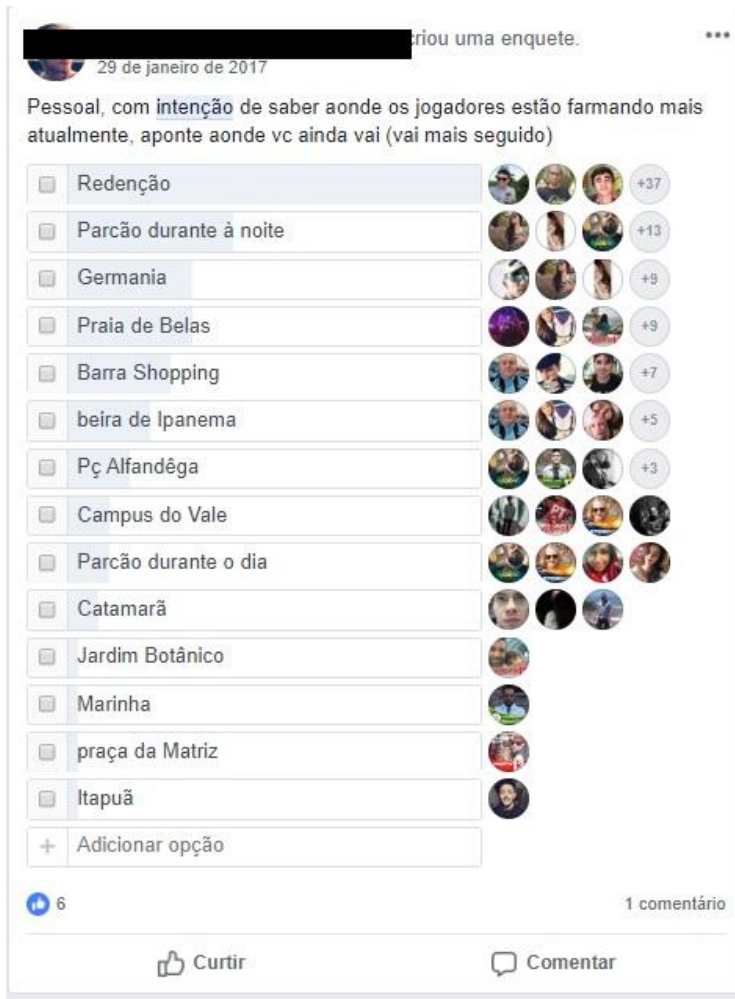 criou uma enquete.
29 de janeiro de 2017
Pessoal, com intenção de saber aonde os jogadores estão farmando mais
atualmente, aponte aonde vc ainda vai (vai mais seguido)
Redenção +37
Parcão durante à noite +13
Germania +9
Praia de Belas +9
Barra Shopping +7
beira de Ipanema +5
Pç Alfandêga +3
Campus do Vale
Parcão durante o dia
Catamarã
Jardim Botânico
Marinha
praça da Matriz
Itapuã
+ Adicionar opção
6 1 comentário
Curtir Comentar